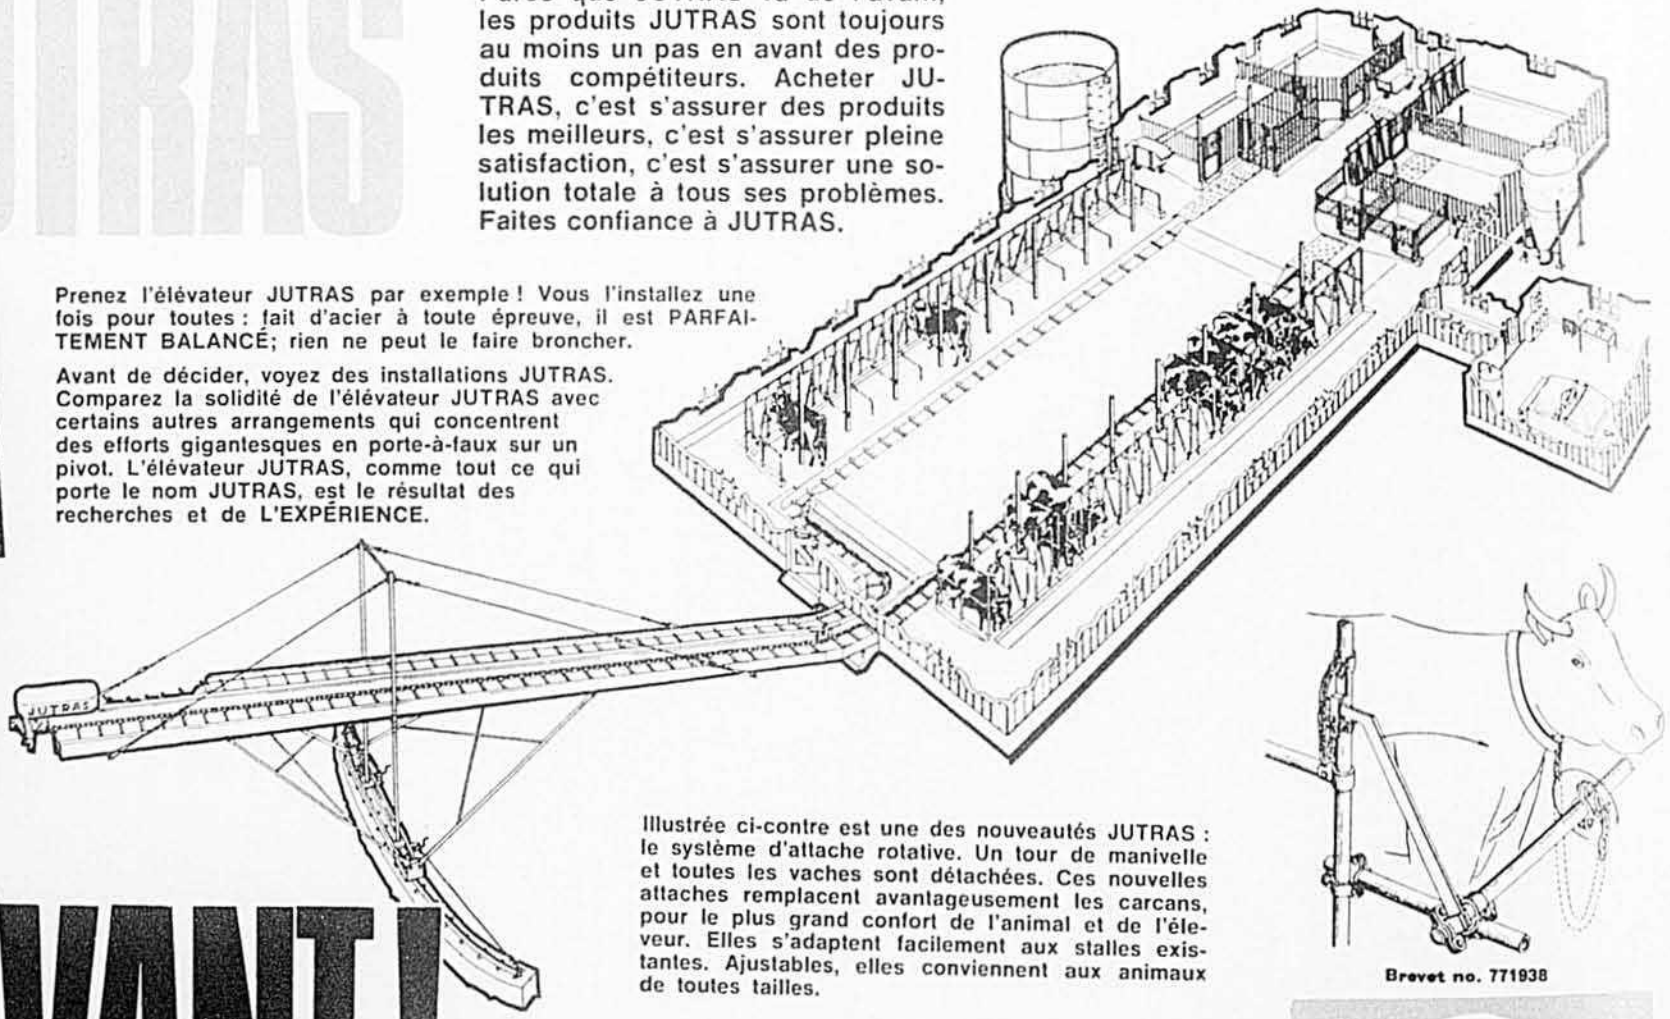 JUTRAS
les produits JUTRAS sont toujours
au moins un pas en avant des pro-
duits compétiteurs. Acheter JU-
TRAS, c'est s'assurer des produits
les meilleurs, c'est s'assurer pleine
satisfaction, c'est s'assurer une so-
lution totale à tous ses problèmes.
Faites confiance à JUTRAS.
Prenez l'élévateur JUTRAS par exemple ! Vous l'installez une
fois pour toutes : fait d'acier à toute épreuve, il est PARFAI-
TEMENT BALANCÉ; rien ne peut le faire broncher.
Avant de décider, voyez des installations JUTRAS.
Comparez la solidité de l'élévateur JUTRAS avec
certains autres arrangements qui concentrent
des efforts gigantesques en porte-à-faux sur un
pivot. L'élévateur JUTRAS, comme tout ce qui
porte le nom JUTRAS, est le résultat des
recherches et de L'EXPÉRIENCE.
JUTRAS
Illustrée ci-contre est une des nouveautés JUTRAS :
le système d'attache rotative. Un tour de manivelle
et toutes les vaches sont détachées. Ces nouvelles
attaches remplacent avantageusement les carcans,
pour le plus grand confort de l'animal et de l'éle-
veur. Elles s'adaptent facilement aux stalles exis-
tantes. Ajustables, elles conviennent aux animaux
de toutes tailles.
Brevet no. 771938
VANT !